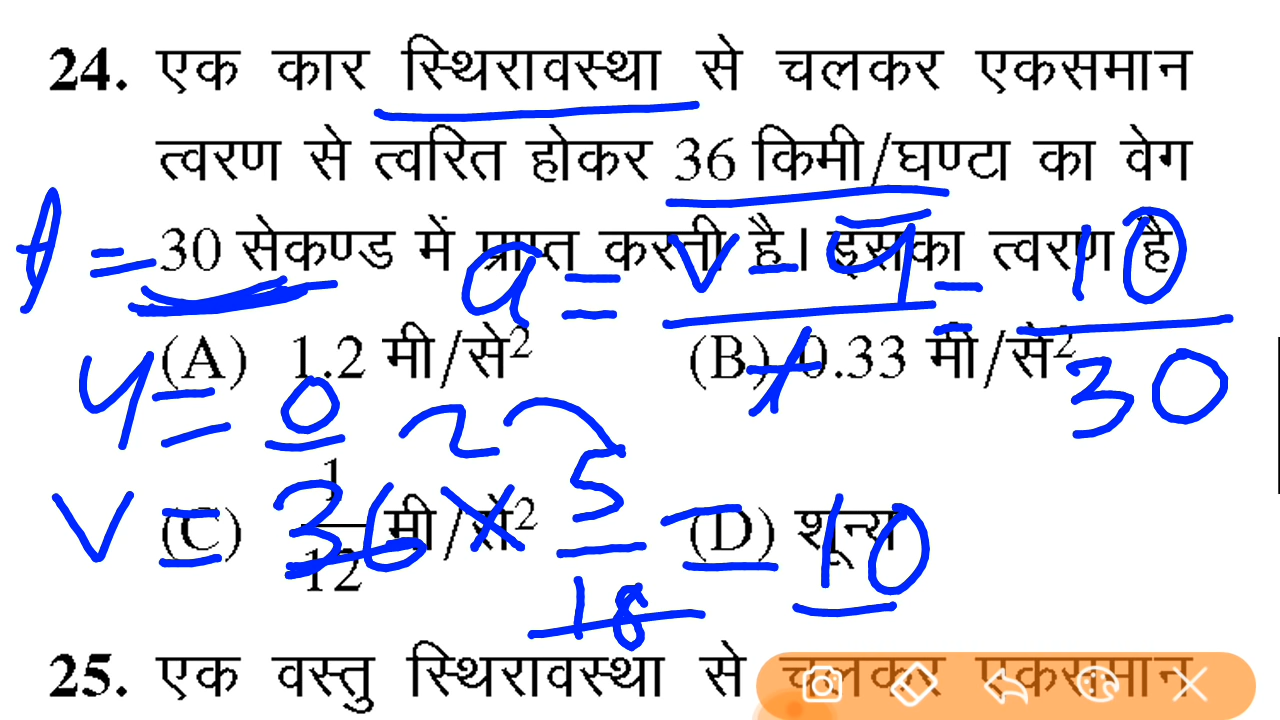 24. एक कार स्थिरावस्था से चलकर एकसमान
त्वरण से त्वरित होकर 36 किमी/घण्टा का वेग
t = 30 सेकण्ड में प्राप्त करती है। इसका त्वरण है
a = v - u / t = 10 / 30
(A) 1.2 मी/से² (B) 0.33 मी/से²
u = 0
v = 36 × 5 / 18 = 10
(C) 1/12 मी/से² (D) शून्य
25. एक वस्तु स्थिरावस्था से चलकर एकसमान